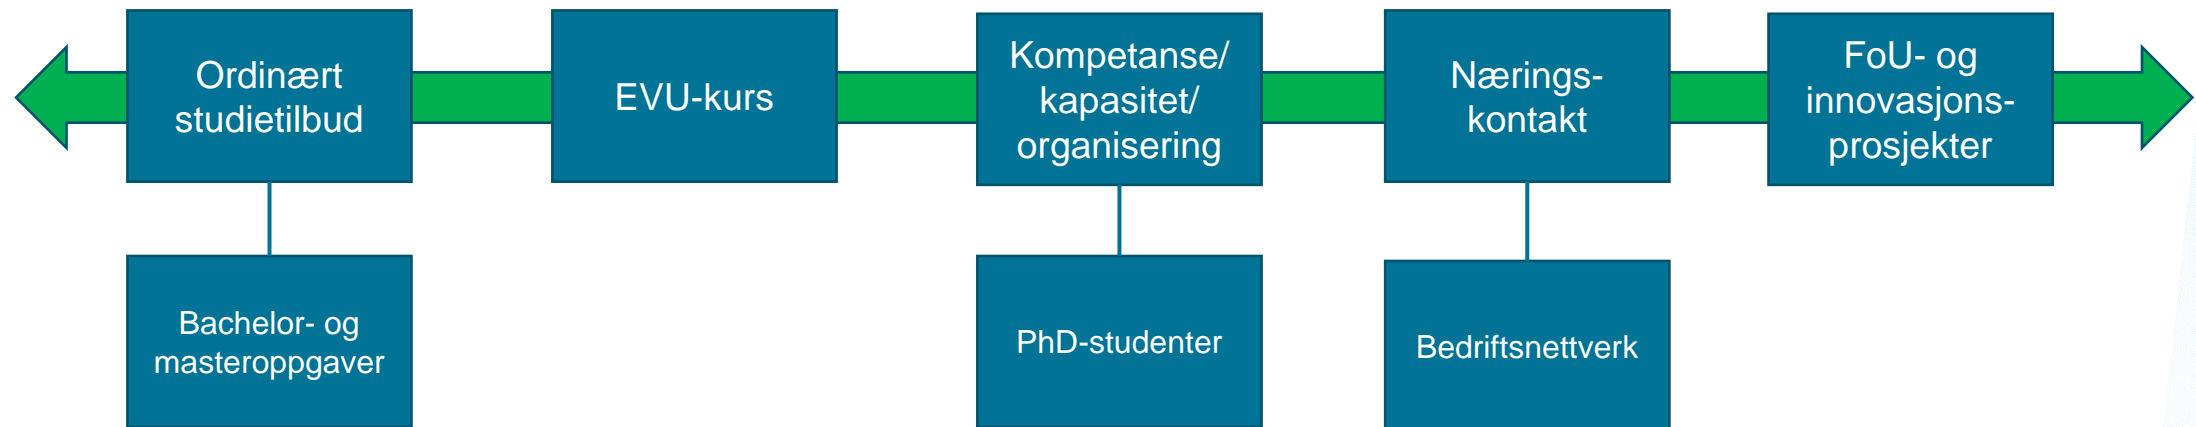 Ordinært
studietilbud
EVU-kurs
Kompetanse/
kapasitet/
organisering
Nærings-
kontakt
FoU- og
innovasjons-
prosjekter
Bachelor- og
masteroppgaver
PhD-studenter
Bedriftsnettverk